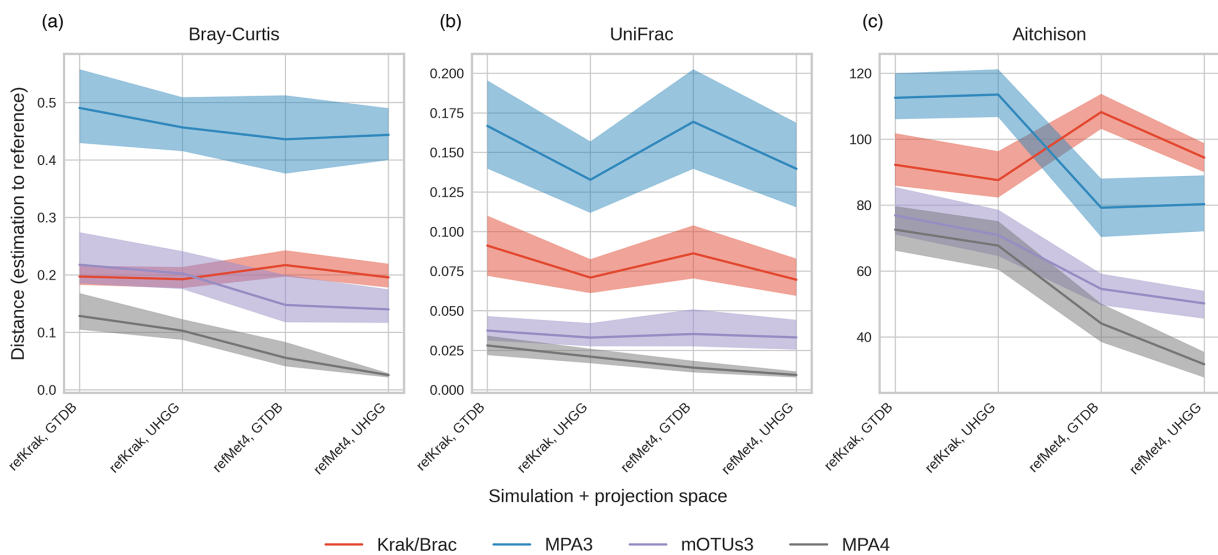 (a)
Bray-Curtis
(b)
UniFrac
(c)
Aitchison
Distance (estimation to reference)
0.5
0.4
0.3
0.2
0.1
0.0
0.200
0.175
0.150
0.125
0.100
0.075
0.050
0.025
0.000
120
100
80
60
40
refKrak, GTDB
refKrak, UHGG
refMet4, GTDB
refMet4, UHGG
refKrak, GTDB
refKrak, UHGG
refMet4, GTDB
refMet4, UHGG
refKrak, GTDB
refKrak, UHGG
refMet4, GTDB
refMet4, UHGG
Simulation + projection space
Krak/Brac
MPA3
mOTUs3
MPA4